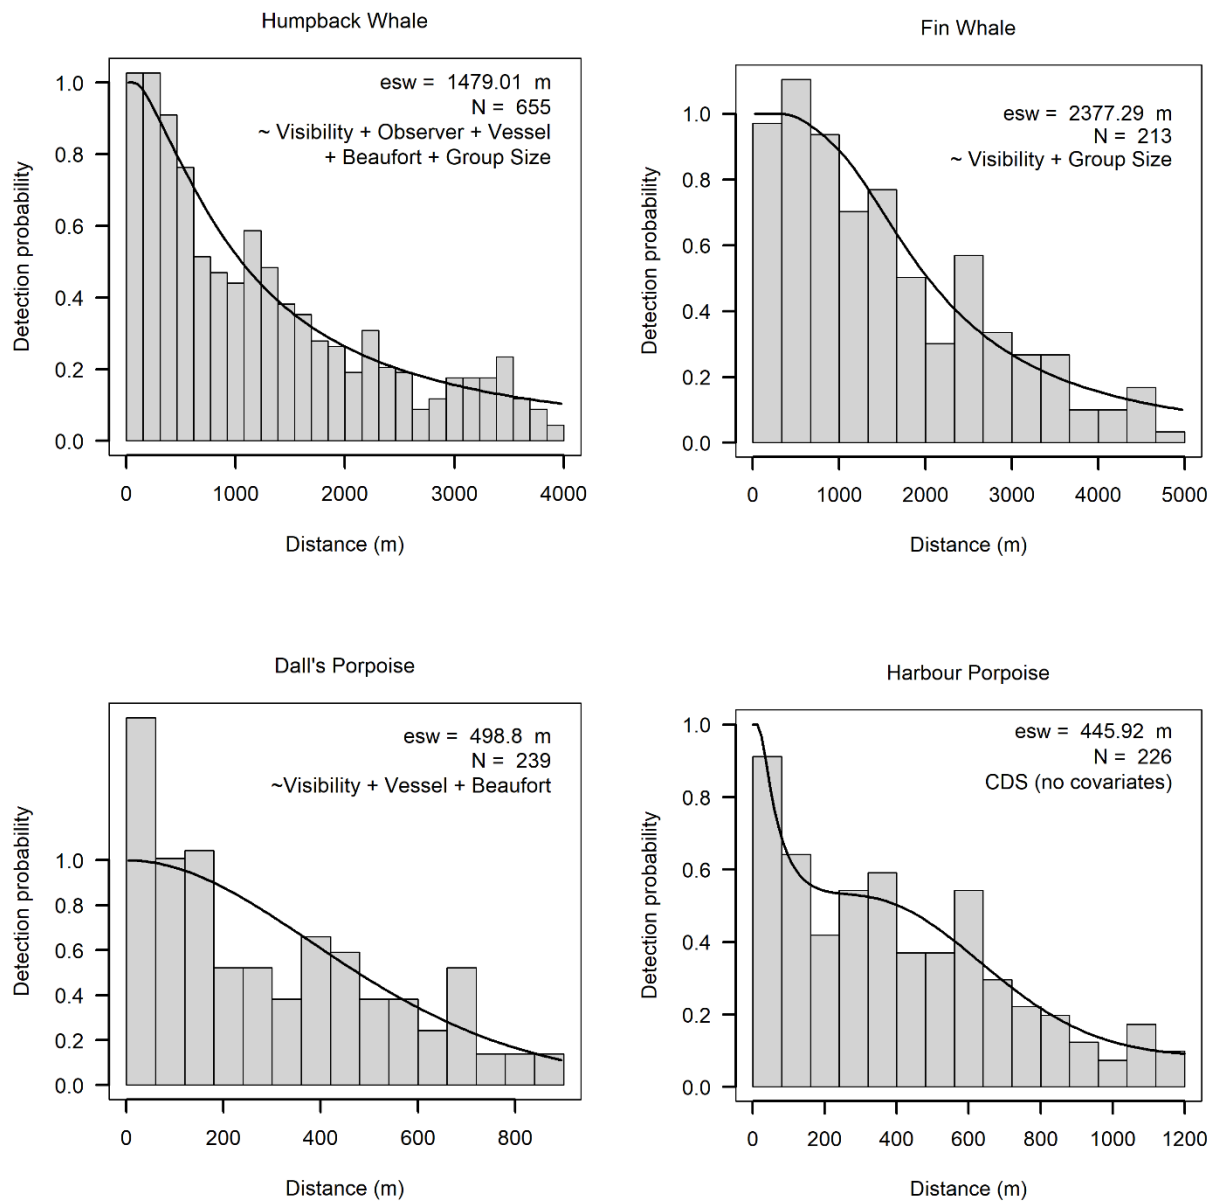 Humpback Whale
esw = 1479.01 m
N = 655
~ Visibility + Observer + Vessel
+ Beaufort + Group Size
Detection probability
1.0
0.8
0.6
0.4
0.2
0.0
0 1000 2000 3000 4000
Distance (m)
Fin Whale
esw = 2377.29 m
N = 213
~ Visibility + Group Size
Detection probability
1.0
0.8
0.6
0.4
0.2
0.0
0 1000 2000 3000 4000 5000
Distance (m)
Dall's Porpoise
esw = 498.8 m
N = 239
~Visibility + Vessel + Beaufort
Detection probability
1.0
0.8
0.6
0.4
0.2
0.0
0 200 400 600 800
Distance (m)
Harbour Porpoise
esw = 445.92 m
N = 226
CDS (no covariates)
Detection probability
1.0
0.8
0.6
0.4
0.2
0.0
0 200 400 600 800 1000 1200
Distance (m)